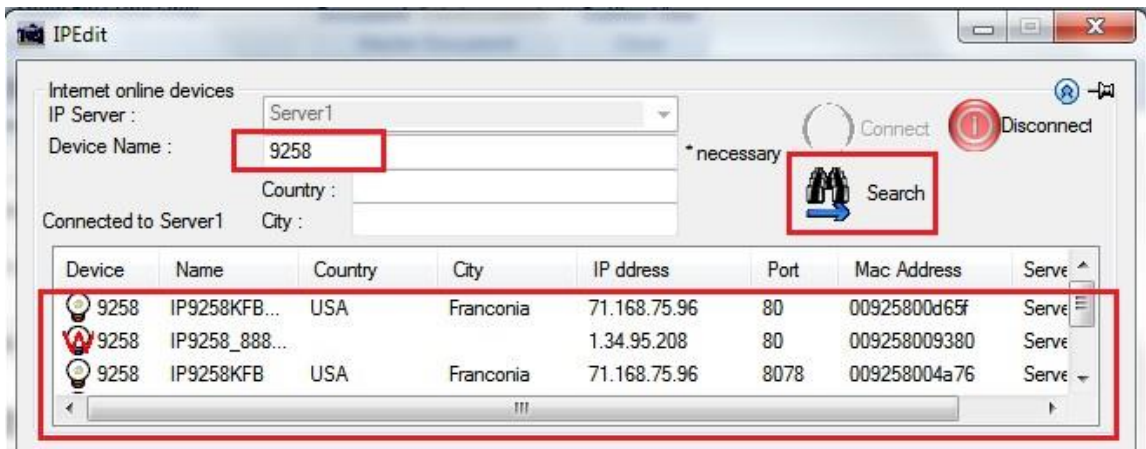 IPEdit
Internet online devices
IP Server : Server1
Connect Disconnect
Device Name : 9258 * necessary
Country : Search
Connected to Server1 City :
Device Name Country City IP ddress Port Mac Address Serve
9258 IP9258KFB... USA Franconia 71.168.75.96 80 00925800d65f Serve
9258 IP9258_888... 1.34.95.208 80 009258009380 Serve
9258 IP9258KFB USA Franconia 71.168.75.96 8078 009258004a76 Serve